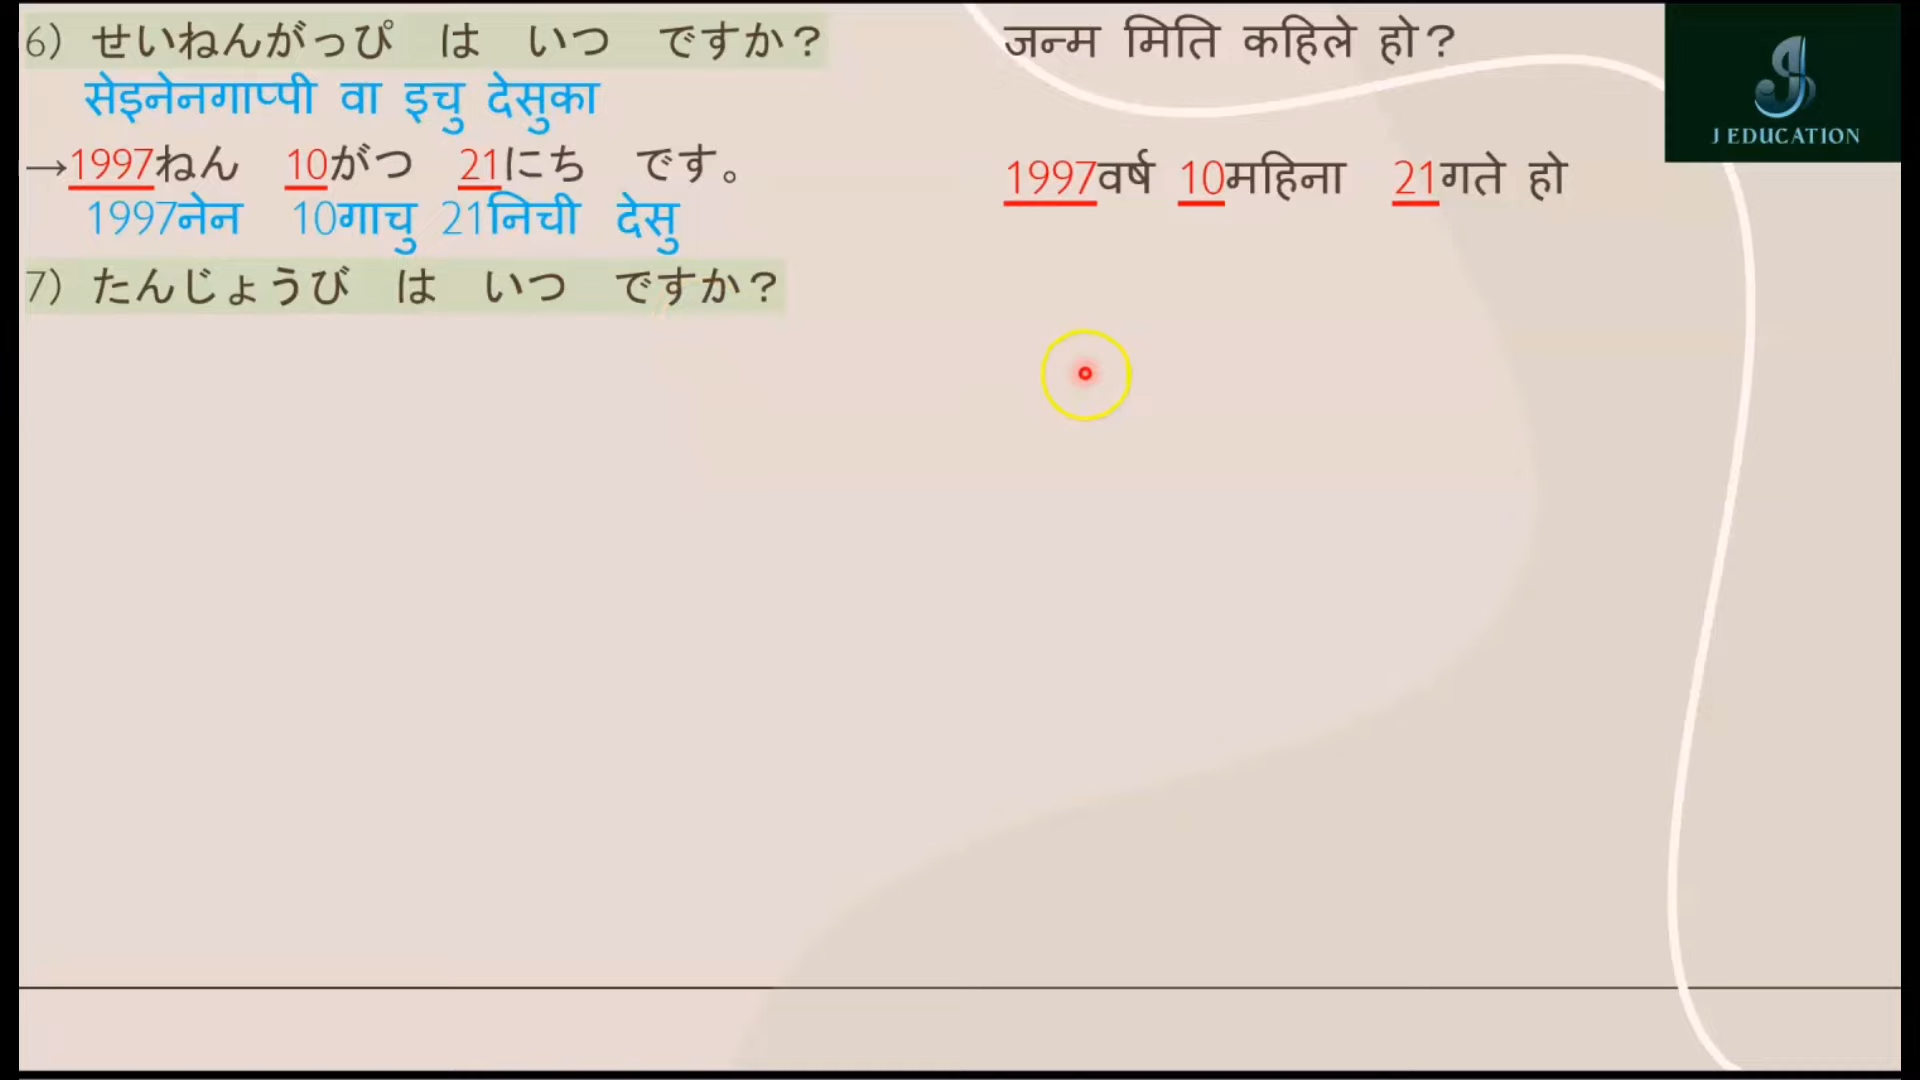 6) せいねんがっぴ は いつ ですか？
जन्म मिति कहिले हो?
सेइनेनगाप्पी वा इचु देसुका
→1997ねん 10がつ 21にち です。
1997वर्ष 10महिना 21गते हो
1997नेन 10गाचु 21निची देसु
7) たんじょうび は いつ ですか？
J EDUCATION